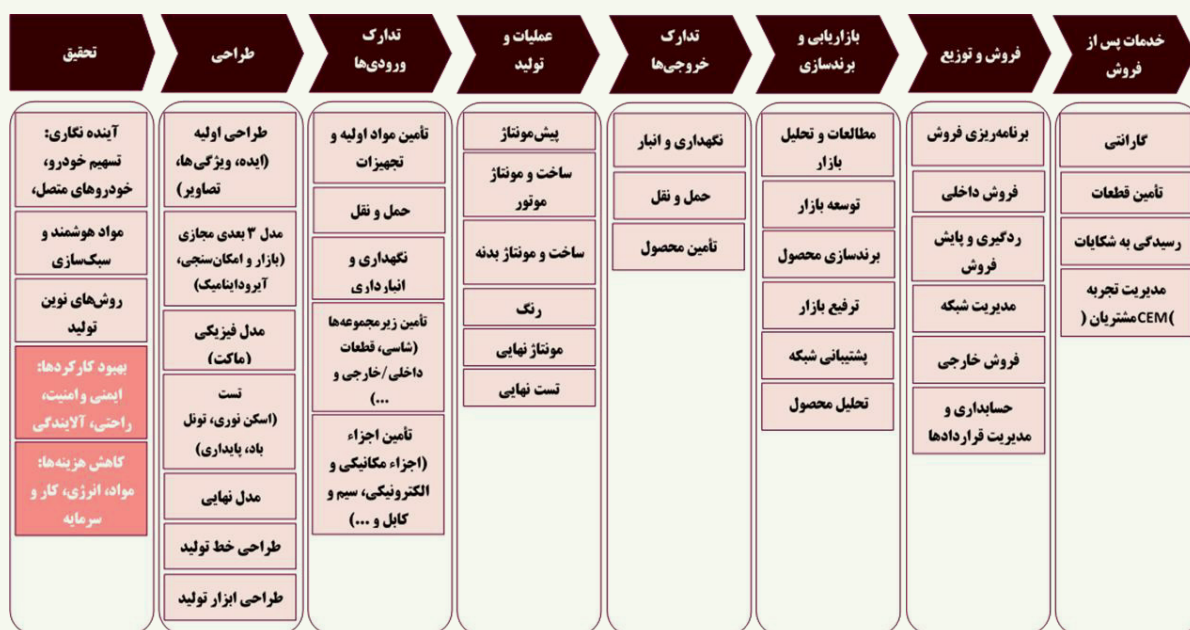 تحقیق
طراحی
تدارک
ورودی‌ها
عملیات و
تولید
تدارک
خروجی‌ها
بازاریابی و
برندسازی
فروش و توزیع
خدمات پس از
فروش
آینده نگاری:
تسهیم خودرو،
خودروهای متصل،
مواد هوشمند و
سبک‌سازی
روش‌های نوین
تولید
بهبود کارکردها:
ایمنی و امنیت،
راحتی، آلایندگی
کاهش هزینه‌ها:
مواد، انرژی، کار و
سرمایه
طراحی اولیه
(ایده، ویژگی‌ها،
تصاویر)
مدل ۳ بعدی مجازی
(بازار و امکان‌سنجی،
آیروداینامیک)
مدل فیزیکی
(ماکت)
تست
(اسکن نوری، تونل
باد، پایداری)
مدل نهایی
طراحی خط تولید
طراحی ابزار تولید
تأمین مواد اولیه و
تجهیزات
حمل و نقل
نگهداری و
انبارداری
تأمین زیرمجموعه‌ها
(شاسی، قطعات
داخلی/خارجی و
...)
تأمین اجزاء
(اجزاء مکانیکی و
الکترونیکی، سیم و
کابل و ...)
پیش‌مونتاژ
ساخت و مونتاژ
موتور
ساخت و مونتاژ بدنه
رنگ
مونتاژ نهایی
تست نهایی
نگهداری و انبار
حمل و نقل
تأمین محصول
مطالعات و تحلیل
بازار
توسعه بازار
برندسازی محصول
ترفیع بازار
پشتیبانی شبکه
تحلیل محصول
برنامه‌ریزی فروش
فروش داخلی
ردگیری و پایش
فروش
مدیریت شبکه
فروش خارجی
حسابداری و
مدیریت قراردادها
گارانتی
تأمین قطعات
رسیدگی به شکایات
مدیریت تجربه
)CEMمشتریان (